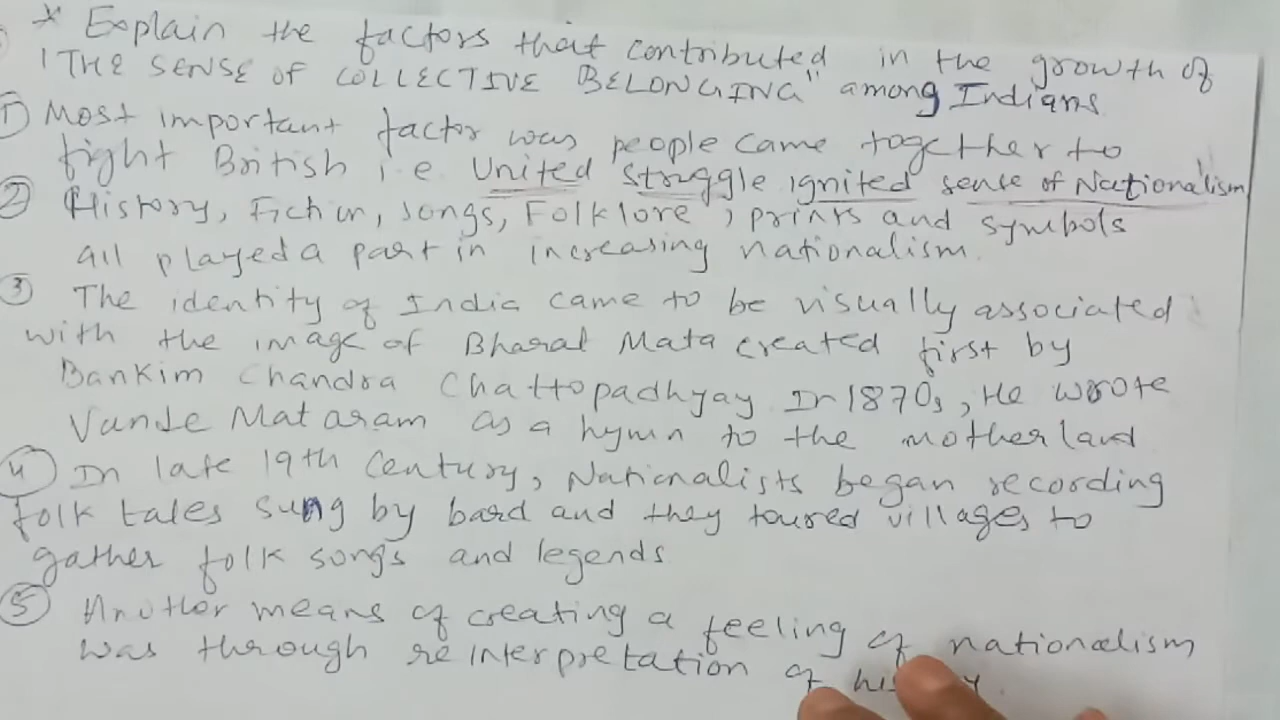 * Explain the factors that contributed in the growth of
"THE SENSE OF COLLECTIVE BELONGING" among Indians
① Most important factor was people came together to
fight British i.e United struggle ignited sense of Nationalism
② History, Fiction, songs, Folklore, prints and symbols
all played a part in increasing nationalism.
③ The identity of India came to be visually associated
with the image of Bharat Mata created first by
Bankim Chandra Chattopadhyay. In 1870s, He wrote
Vande Mataram as a hymn to the motherland
④ In late 19th century, Nationalists began recording
folk tales sung by bard and they toured villages to
gather folk songs and legends
⑤ Another means of creating a feeling of nationalism
was through reinterpretation of